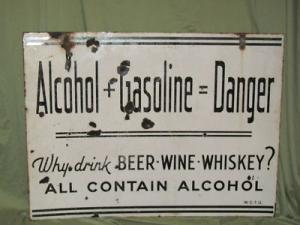 Alcohol + Gasoline = Danger
Why drink BEER·WINE·WHISKEY?
ALL CONTAIN ALCOHOL
W.C.T.U.